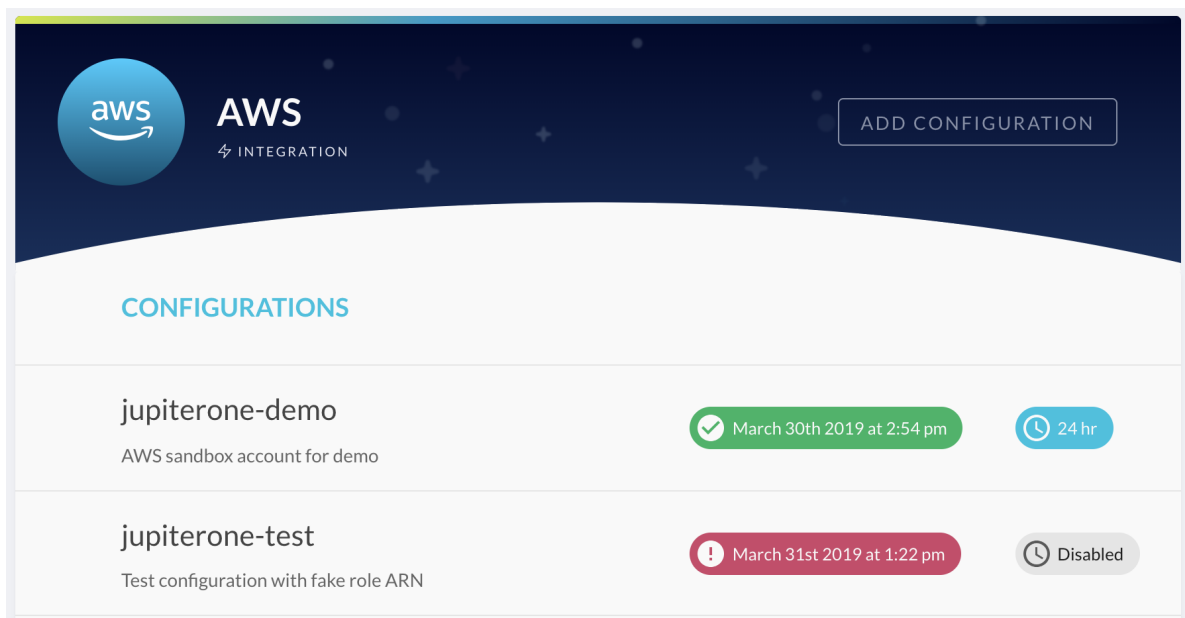 aws
AWS
INTEGRATION
ADD CONFIGURATION
CONFIGURATIONS
jupiterone-demo
AWS sandbox account for demo
March 30th 2019 at 2:54 pm
24 hr
jupiterone-test
Test configuration with fake role ARN
March 31st 2019 at 1:22 pm
Disabled